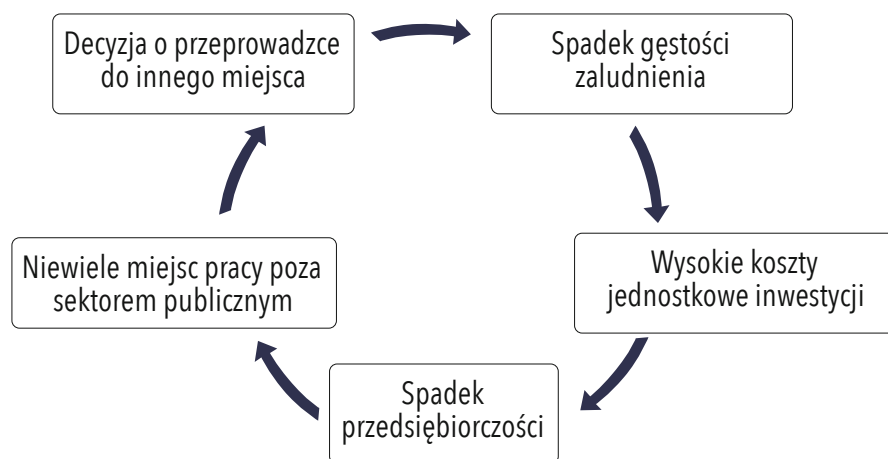 Decyzja o przeprowadzce
do innego miejsca
Spadek gęstości
zaludnienia
Wysokie koszty
jednostkowe inwestycji
Spadek
przedsiębiorczości
Niewiele miejsc pracy poza
sektorem publicznym